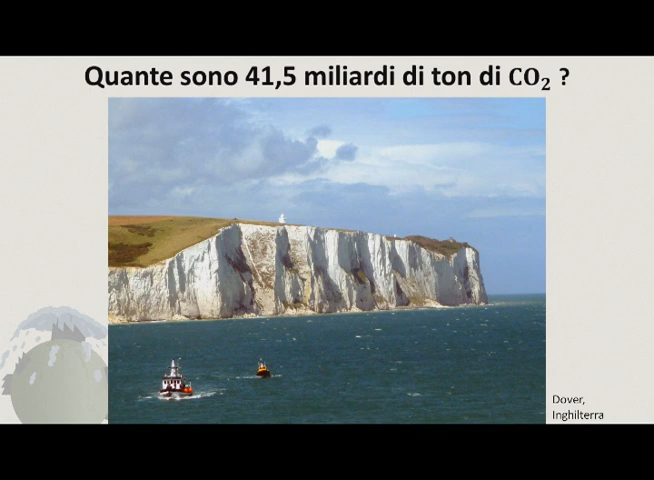 Quante sono 41,5 miliardi di ton di CO₂ ?
Dover,
Inghilterra